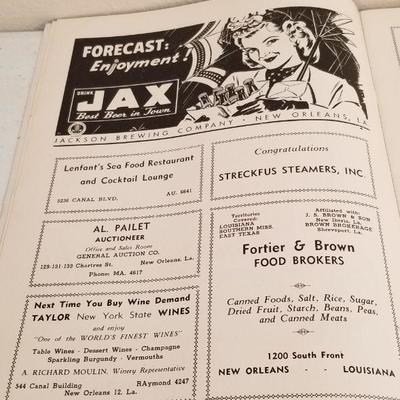 FORECAST:
Enjoyment!
DRINK
JAX
Best Beer in Town
JACKSON BREWING COMPANY · NEW ORLEANS, LA
Lenfant's Sea Food Restaurant
and Cocktail Lounge
5236 CANAL BLVD. AU. 8641
AL. PAILET
AUCTIONEER
Office and Sales Room
GENERAL AUCTION CO.
129-131-133 Chartres St. New Orleans, La.
Phone: MA. 4617
Next Time You Buy Wine Demand
TAYLOR New York State WINES
and enjoy
"One of the WORLD'S FINEST WINES"
Table Wines - Dessert Wines - Champagne
Sparkling Burgundy - Vermouths
A. RICHARD MOULIN, Winery Representative
544 Canal Building RAymond 4247
New Orleans 12, La.
Congratulations
STRECKFUS STEAMERS, INC.
Territories
Covered:
LOUISIANA
SOUTHERN MISS.
EAST TEXAS
Affiliated with:
J. S. BROWN & SON
New Iberia, La.
BROWN BROKERAGE
Shreveport, La.
Fortier & Brown
FOOD BROKERS
Canned Foods, Salt, Rice, Sugar,
Dried Fruit, Starch, Beans, Peas,
and Canned Meats
1200 South Front
NEW ORLEANS -- LOUISIANA